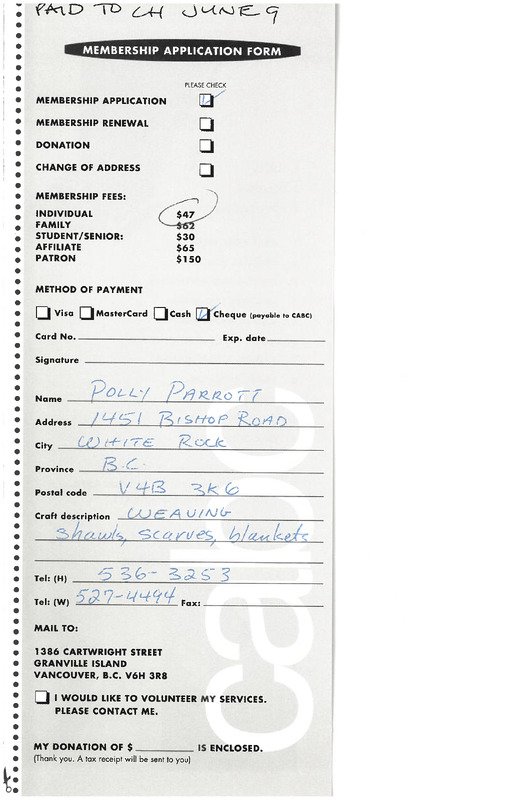 PAID TO CH JUNE 9
MEMBERSHIP APPLICATION FORM
PLEASE CHECK
MEMBERSHIP APPLICATION
MEMBERSHIP RENEWAL
DONATION
CHANGE OF ADDRESS
MEMBERSHIP FEES:
INDIVIDUAL $47
FAMILY $62
STUDENT/SENIOR: $30
AFFILIATE $65
PATRON $150
METHOD OF PAYMENT
Visa MasterCard Cash Cheque (payable to CABC)
Card No. Exp. date
Signature
Name POLLY PARROTT
Address 1451 BISHOP ROAD
City WHITE ROCK
Province B.C.
Postal code V4B 3K6
Craft description WEAVING
shawls, scarves, blankets
Tel: (H) 536-3253
Tel: (W) 527-4494 Fax:
MAIL TO:
1386 CARTWRIGHT STREET
GRANVILLE ISLAND
VANCOUVER, B.C. V6H 3R8
I WOULD LIKE TO VOLUNTEER MY SERVICES.
PLEASE CONTACT ME.
MY DONATION OF $ IS ENCLOSED.
(Thank you. A tax receipt will be sent to you)
cabc